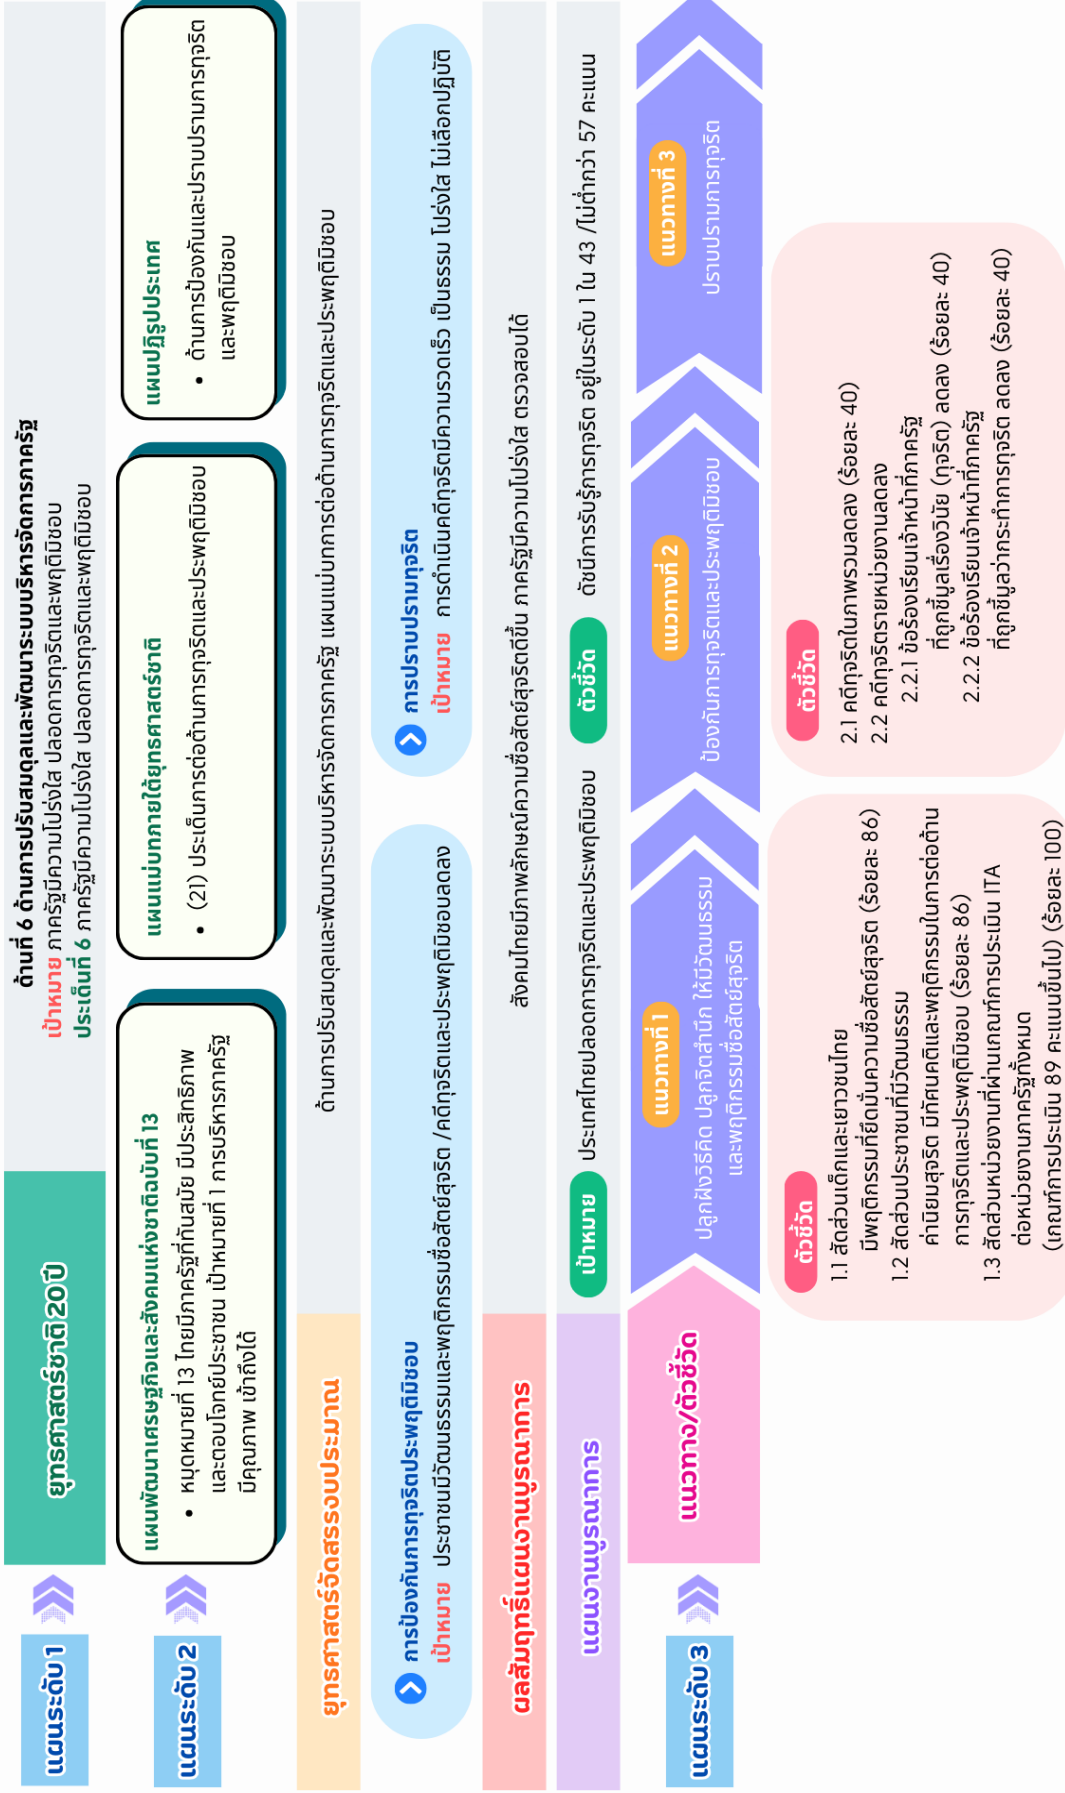 แผนระดับ 1
ยุทธศาสตร์ชาติ 20 ปี
ด้านที่ 6 ด้านการปรับสมดุลและพัฒนาระบบบริหารจัดการภาครัฐ
เป้าหมาย ภาครัฐมีความโปร่งใส ปลอดการทุจริตและพฤติมิชอบ
ประเด็นที่ 6 ภาครัฐมีความโปร่งใส ปลอดการทุจริตและพฤติมิชอบ
แผนระดับ 2
แผนพัฒนาเศรษฐกิจและสังคมแห่งชาติฉบับที่ 13
• หมุดหมายที่ 13 ไทยมีภาครัฐที่ทันสมัย มีประสิทธิภาพ
และตอบโจทย์ประชาชน เป้าหมายที่ 1 การบริหารภาครัฐ
มีคุณภาพ เข้าถึงได้
แผนแม่บทภายใต้ยุทธศาสตร์ชาติ
• (21) ประเด็นการต่อต้านการทุจริตและประพฤติมิชอบ
แผนปฏิรูปประเทศ
• ด้านการป้องกันและปราบปรามการทุจริต
และพฤติมิชอบ
ยุทธศาสตร์จัดสรรงบประมาณ
ด้านการปรับสมดุลและพัฒนาระบบบริหารจัดการภาครัฐ แผนแม่บทการต่อต้านการทุจริตและประพฤติมิชอบ
การป้องกันการทุจริตประพฤติมิชอบ
เป้าหมาย ประชาชนมีวัฒนธรรมและพฤติกรรมซื่อสัตย์สุจริต /คดีทุจริตและประพฤติมิชอบลดลง
การปราบปรามทุจริต
เป้าหมาย การดำเนินคดีทุจริตมีความรวดเร็ว เป็นธรรม โปร่งใส ไม่เลือกปฏิบัติ
ผลสัมฤทธิ์แผนงานบูรณาการ
สังคมไทยมีภาพลักษณ์ความซื่อสัตย์สุจริตดีขึ้น ภาครัฐมีความโปร่งใส ตรวจสอบได้
แผนงานบูรณาการ
เป้าหมาย ประเทศไทยปลอดการทุจริตและประพฤติมิชอบ
ตัวชี้วัด ดัชนีการรับรู้การทุจริต อยู่ในระดับ 1 ใน 43 /ไม่ต่ำกว่า 57 คะแนน
แผนระดับ 3
แนวทาง/ตัวชี้วัด
แนวทางที่ 1
ปลูกฝังวิธีคิด ปลูกจิตสำนึก ให้มีวัฒนธรรม
และพฤติกรรมซื่อสัตย์สุจริต
แนวทางที่ 2
ป้องกันการทุจริตและประพฤติมิชอบ
แนวทางที่ 3
ปราบปรามการทุจริต
ตัวชี้วัด
1.1 สัดส่วนเด็กและเยาวชนไทย
มีพฤติกรรมที่ยึดมั่นความซื่อสัตย์สุจริต (ร้อยละ 86)
1.2 สัดส่วนประชาชนที่มีวัฒนธรรม
ค่านิยมสุจริต มีทัศนคติและพฤติกรรมในการต่อต้าน
การทุจริตและประพฤติมิชอบ (ร้อยละ 86)
1.3 สัดส่วนหน่วยงานที่ผ่านเกณฑ์การประเมิน ITA
ต่อหน่วยงานภาครัฐทั้งหมด
(เกณฑ์การประเมิน 89 คะแนนขึ้นไป) (ร้อยละ 100)
ตัวชี้วัด
2.1 คดีทุจริตในภาพรวมลดลง (ร้อยละ 40)
2.2 คดีทุจริตรายหน่วยงานลดลง
2.2.1 ข้อร้องเรียนเจ้าหน้าที่ภาครัฐ
ที่ถูกชี้มูลเรื่องวินัย (ทุจริต) ลดลง (ร้อยละ 40)
2.2.2 ข้อร้องเรียนเจ้าหน้าที่ภาครัฐ
ที่ถูกชี้มูลว่ากระทำการทุจริต ลดลง (ร้อยละ 40)